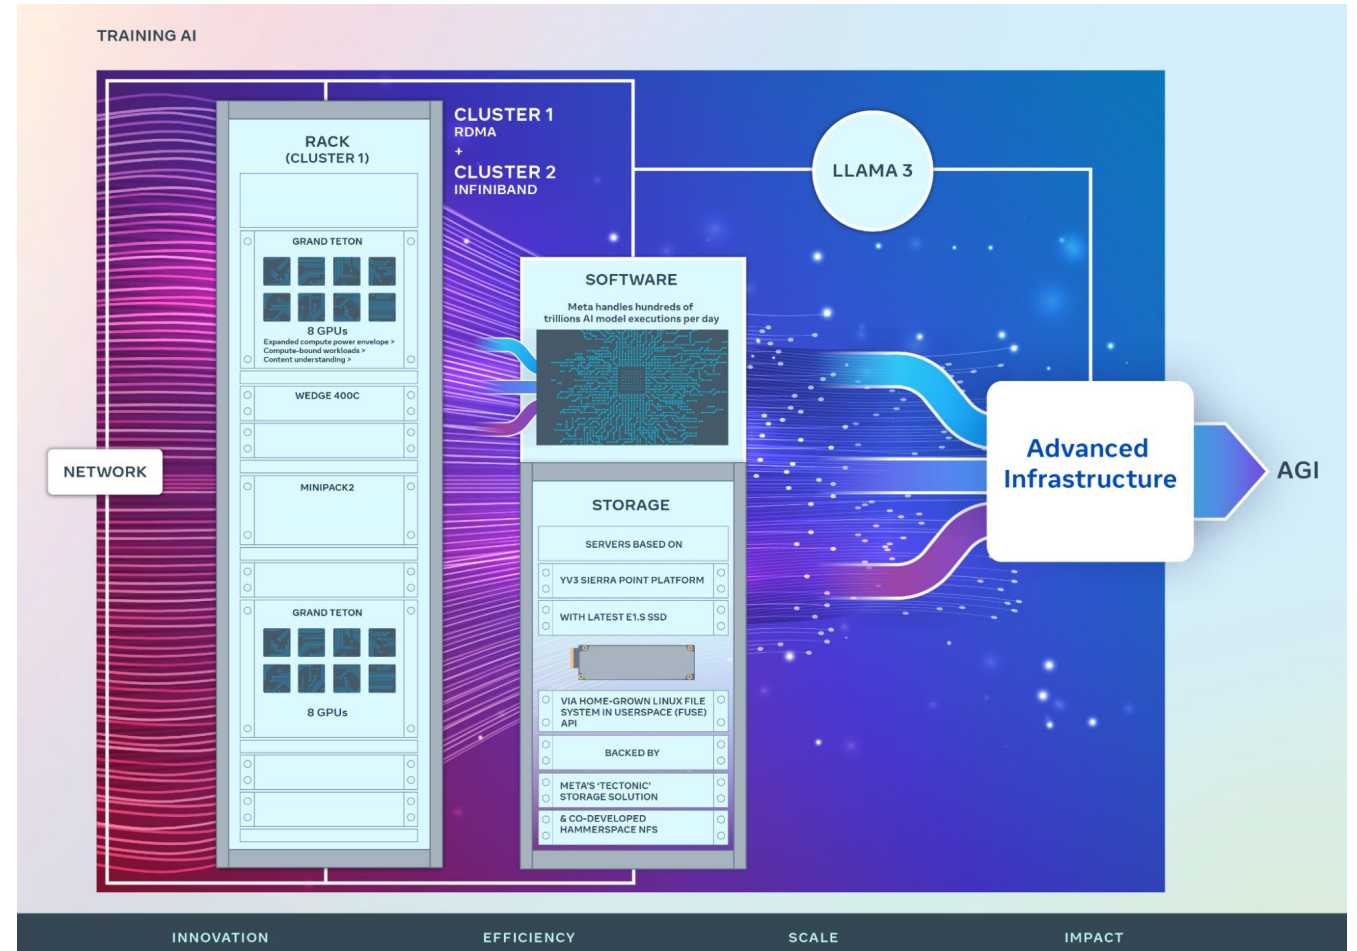 TRAINING AI
CLUSTER 1
RDMA
+
CLUSTER 2
INFINIBAND
RACK
(CLUSTER 1)
GRAND TETON
8 GPUs
Expanded compute power envelope >
Compute-bound workloads >
Content understanding >
WEDGE 400C
MINIPACK2
GRAND TETON
8 GPUs
NETWORK
SOFTWARE
Meta handles hundreds of
trillions AI model executions per day
STORAGE
SERVERS BASED ON
YV3 SIERRA POINT PLATFORM
WITH LATEST E1.S SSD
VIA HOME-GROWN LINUX FILE
SYSTEM IN USERSPACE (FUSE)
API
BACKED BY
META'S ‘TECTONIC’
STORAGE SOLUTION
& CO-DEVELOPED
HAMMERSPACE NFS
LLAMA 3
Advanced
Infrastructure
AGI
INNOVATION
EFFICIENCY
SCALE
IMPACT